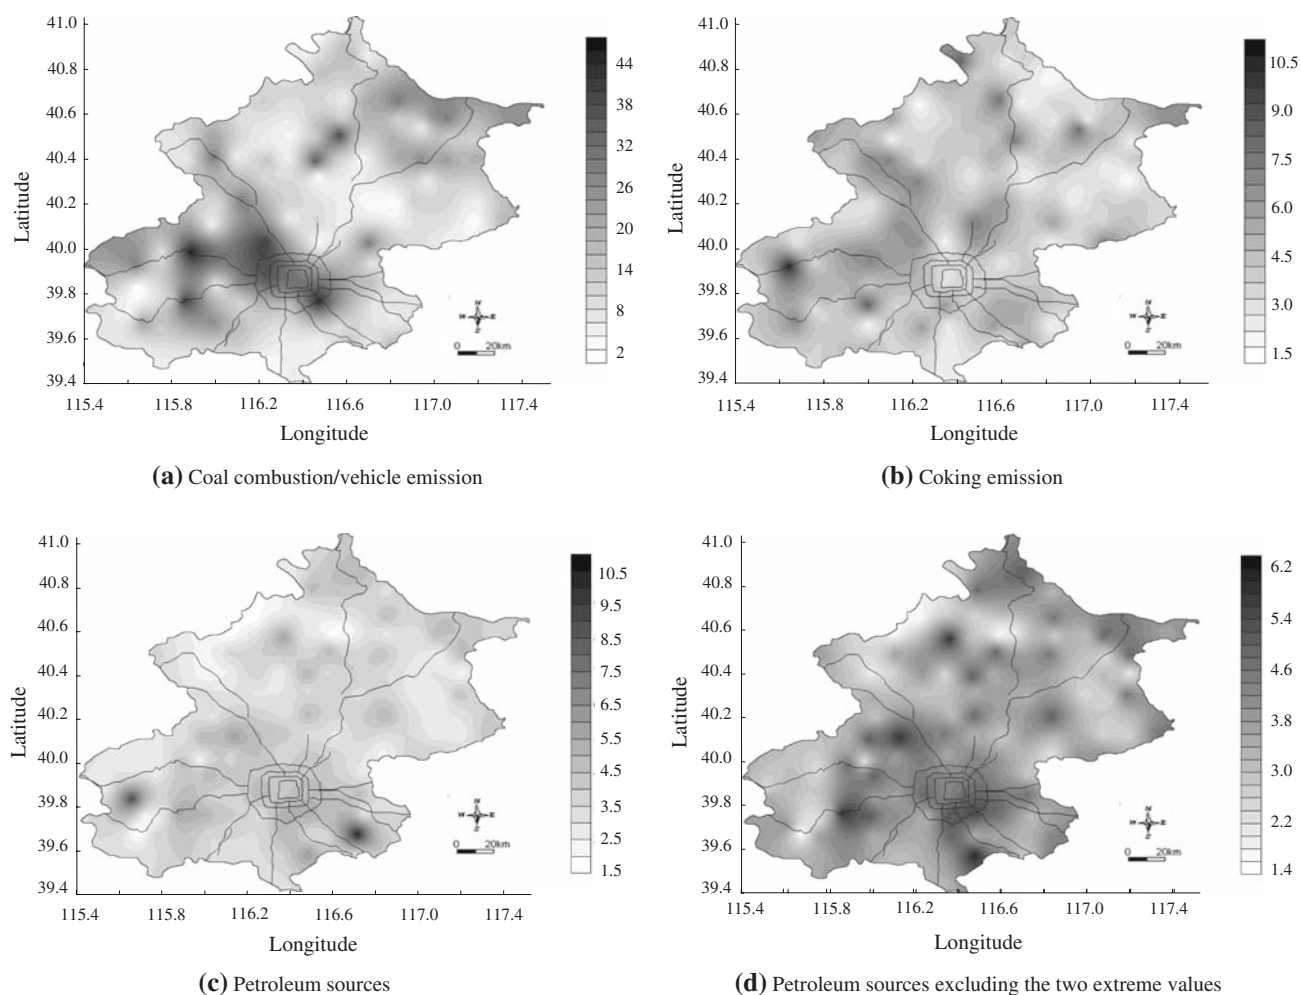 41.0
40.8
40.6
40.4
40.2
40.0
39.8
39.6
39.4
Latitude
115.4 115.8 116.2 116.6 117.0 117.4
Longitude
44
38
32
26
20
14
8
2
N
W E
S
0 20km
(a) Coal combustion/vehicle emission
41.0
40.8
40.6
40.4
40.2
40.0
39.8
39.6
39.4
Latitude
115.4 115.8 116.2 116.6 117.0 117.4
Longitude
10.5
9.0
7.5
6.0
4.5
3.0
1.5
N
W E
S
0 20km
(b) Coking emission
41.0
40.8
40.6
40.4
40.2
40.0
39.8
39.6
39.4
Latitude
115.4 115.8 116.2 116.6 117.0 117.4
Longitude
10.5
9.5
8.5
7.5
6.5
5.5
4.5
3.5
2.5
1.5
N
W E
S
0 20km
(c) Petroleum sources
41.0
40.8
40.6
40.4
40.2
40.0
39.8
39.6
39.4
Latitude
115.4 115.8 116.2 116.6 117.0 117.4
Longitude
6.2
5.4
4.6
3.8
3.0
2.2
1.4
N
W E
S
0 20km
(d) Petroleum sources excluding the two extreme values